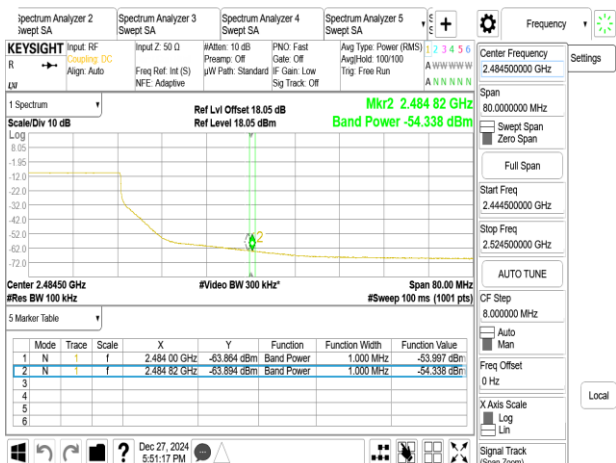 Spectrum Analyzer 2
Swept SA
Spectrum Analyzer 3
Swept SA
Spectrum Analyzer 4
Swept SA
Spectrum Analyzer 5
Swept SA
Frequency
KEYSIGHT
R
Input: RF
Coupling: DC
Align: Auto
Input Z: 50 Ω
Freq Ref: Int (S)
NFE: Adaptive
#Atten: 10 dB
Preamp: Off
µW Path: Standard
PNO: Fast
Gate: Off
IF Gain: Low
Sig Track: Off
Avg Type: Power (RMS)
Avg|Hold: 100/100
Trig: Free Run
1 2 3 4 5 6
A W W W W W
A N N N N N
1 Spectrum
Scale/Div 10 dB
Ref Lvl Offset 18.05 dB
Ref Level 18.05 dBm
Mkr2 2.484 82 GHz
Band Power -54.338 dBm
Log
8.05
-1.95
-12.0
-22.0
-32.0
-42.0
-52.0
-62.0
-72.0
2
Center 2.48450 GHz
#Res BW 100 kHz
#Video BW 300 kHz*
Span 80.00 MHz
#Sweep 100 ms (1001 pts)
5 Marker Table
Mode Trace Scale X Y Function Function Width Function Value
1 N 1 f 2.484 00 GHz -63.864 dBm Band Power 1.000 MHz -53.997 dBm
2 N 1 f 2.484 82 GHz -63.894 dBm Band Power 1.000 MHz -54.338 dBm
3
4
5
6
Dec 27, 2024
5:51:17 PM
Center Frequency
2.484500000 GHz
Settings
Span
80.0000000 MHz
Swept Span
Zero Span
Full Span
Start Freq
2.444500000 GHz
Stop Freq
2.524500000 GHz
AUTO TUNE
CF Step
8.000000 MHz
Auto
Man
Freq Offset
0 Hz
X Axis Scale
Log
Lin
Local
Signal Track
(Span Zoom)